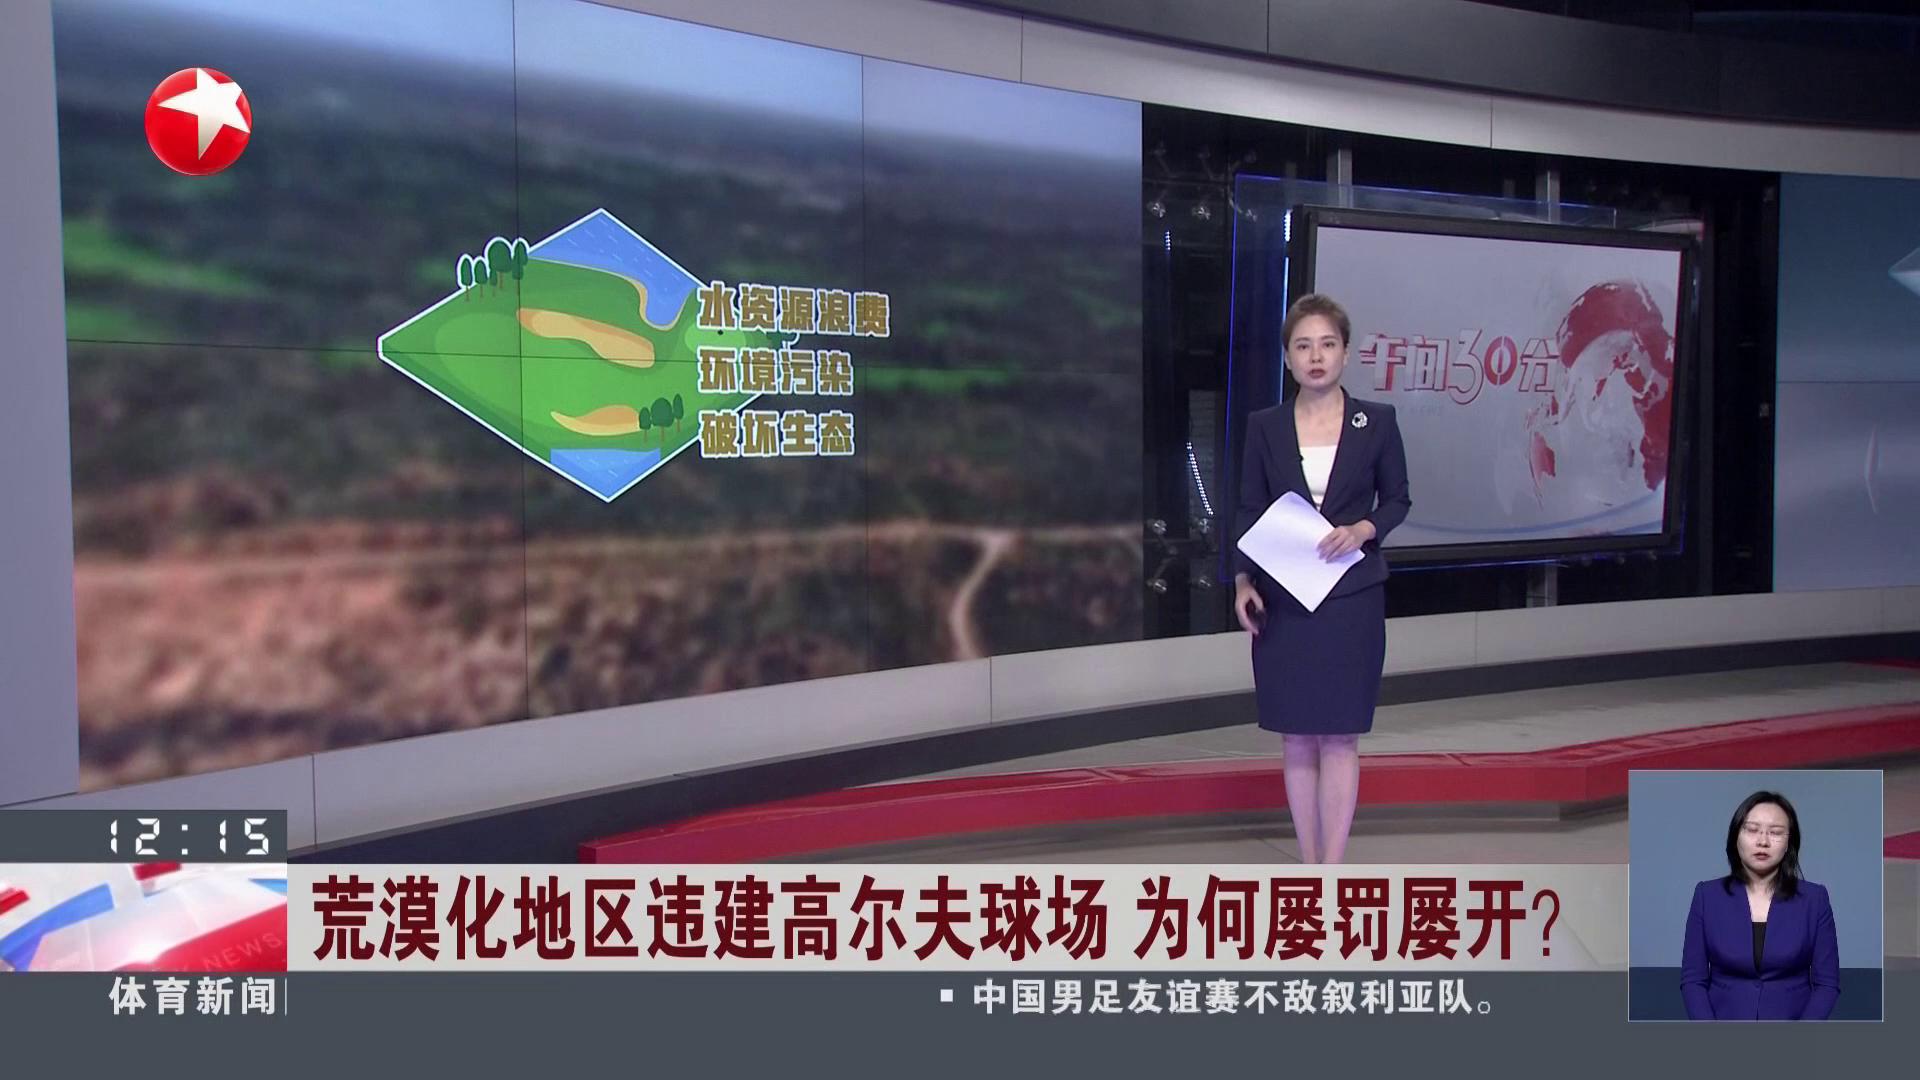 水资源浪费
环境污染
破坏生态
午间30分
12:15
荒漠化地区违建高尔夫球场 为何屡罚屡开?
NEWS
体育新闻
▪ 中国男足友谊赛不敌叙利亚队。